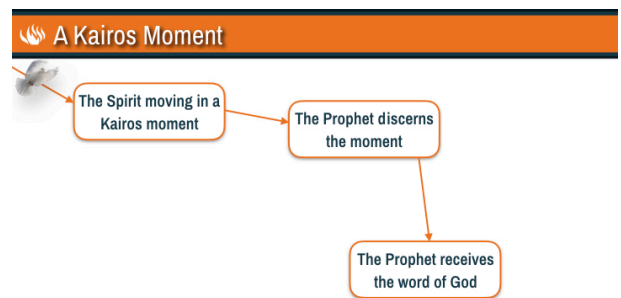 A Kairos Moment
The Spirit moving in a
Kairos moment
The Prophet discerns
the moment
The Prophet receives
the word of God